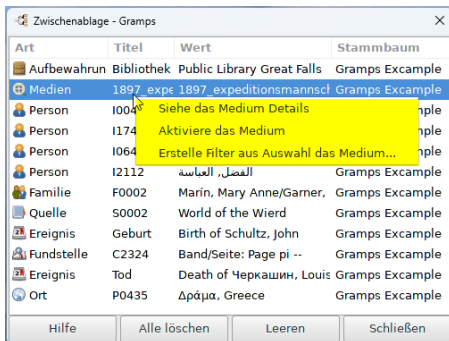 Zwischenablage - Gramps
Art Titel Wert Stammbaum
Aufbewahrun Bibliothek Public Library Great Falls Gramps Excample
Medien 1897_expe 1897_expeditionsmannscl Gramps Excample
Siehe das Medium Details
Aktiviere das Medium
Erstelle Filter aus Auswahl das Medium...
Person I004
Person I174
Person I064
Person I2112 الفضل, العباسة Gramps Excample
Familie F0002 Marín, Mary Anne/Garner, Gramps Excample
Quelle S0002 World of the Wierd Gramps Excample
Ereignis Geburt Birth of Schultz, John Gramps Excample
Fundstelle C2324 Band/Seite: Page pi -- Gramps Excample
Ereignis Tod Death of Черкашин, Louis Gramps Excample
Ort P0435 Δράμα, Greece Gramps Excample
Hilfe Alle löschen Leeren Schließen